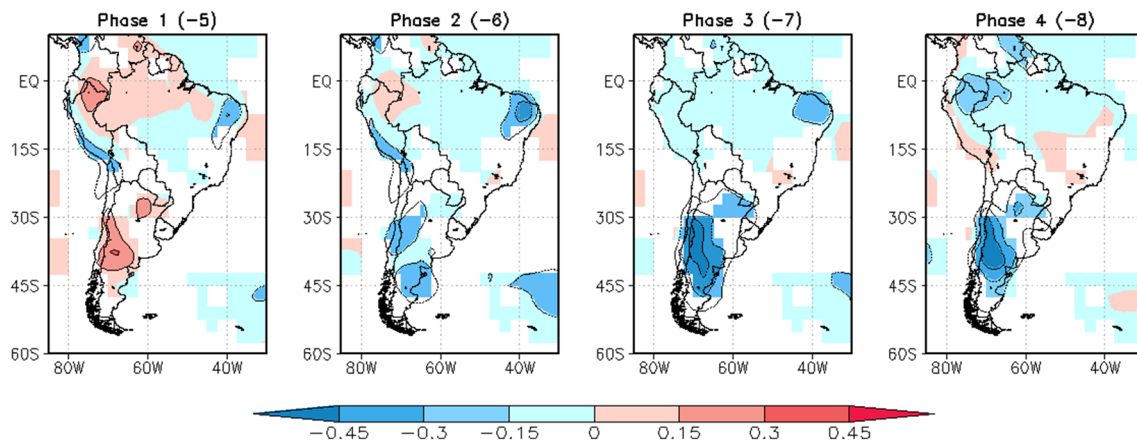 Phase 1 (−5) Phase 2 (−6) Phase 3 (−7) Phase 4 (−8)
EQ EQ EQ EQ
15S 15S 15S 15S
30S 30S 30S 30S
45S 45S 45S 45S
60S 60S 60S 60S
80W 60W 40W 80W 60W 40W 80W 60W 40W 80W 60W 40W
−0.45 −0.3 −0.15 0 0.15 0.3 0.45